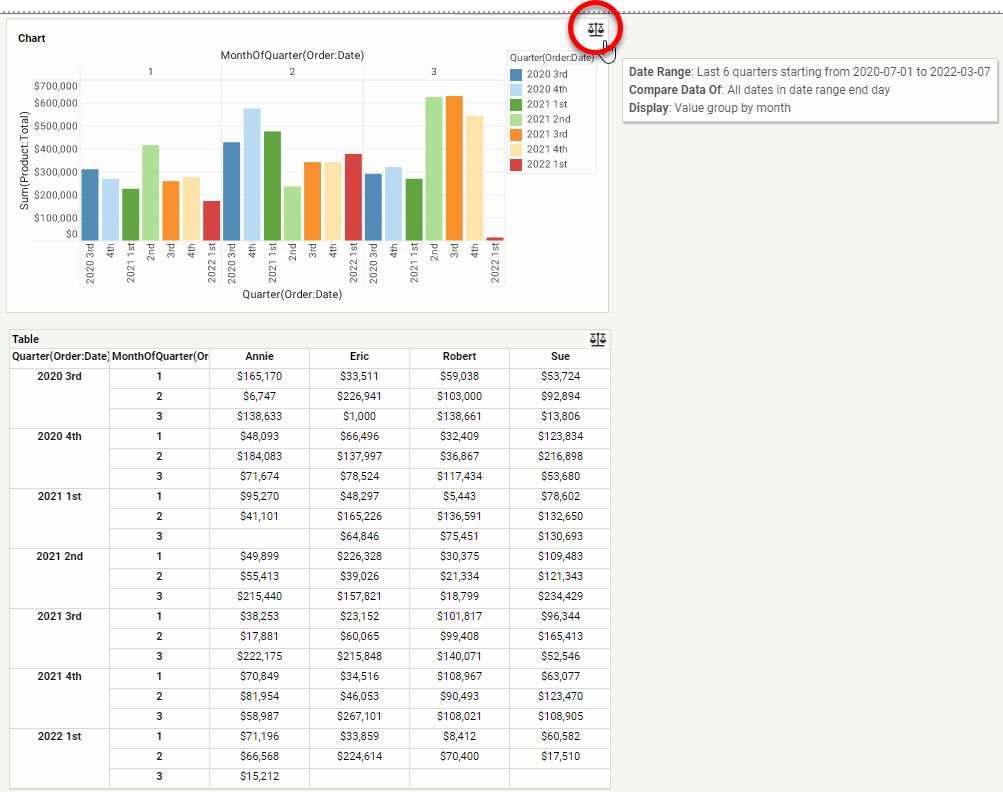 Chart
MonthOfQuarter(Order:Date)
1 2 3
Sum(Product:Total)
$700,000
$600,000
$500,000
$400,000
$300,000
$200,000
$100,000
$0
2020 3rd 4th 2021 1st 2nd 3rd 4th 2022 1st 2020 3rd 4th 2021 1st 2nd 3rd 4th 2022 1st 2020 3rd 4th 2021 1st 2nd 3rd 4th 2022 1st
Quarter(Order:Date)
Quarter(Order:Date)
2020 3rd
2020 4th
2021 1st
2021 2nd
2021 3rd
2021 4th
2022 1st
Date Range: Last 6 quarters starting from 2020-07-01 to 2022-03-07
Compare Data Of: All dates in date range end day
Display: Value group by month
Table
Quarter(Order:Date) MonthOfQuarter(Or Annie Eric Robert Sue
2020 3rd 1 $165,170 $33,511 $59,038 $53,724
2 $6,747 $226,941 $103,000 $92,894
3 $138,633 $1,000 $138,661 $13,806
2020 4th 1 $48,093 $66,496 $32,409 $123,834
2 $184,083 $137,997 $36,867 $216,898
3 $71,674 $78,524 $117,434 $53,680
2021 1st 1 $95,270 $48,297 $5,443 $78,602
2 $41,101 $165,226 $136,591 $132,650
3 $64,846 $75,451 $130,693
2021 2nd 1 $49,899 $226,328 $30,375 $109,483
2 $55,413 $39,026 $21,334 $121,343
3 $215,440 $157,821 $18,799 $234,429
2021 3rd 1 $38,253 $23,152 $101,817 $96,344
2 $17,881 $60,065 $99,408 $165,413
3 $222,175 $215,848 $140,071 $52,546
2021 4th 1 $70,849 $34,516 $108,967 $63,077
2 $81,954 $46,053 $90,493 $123,470
3 $58,987 $267,101 $108,021 $108,905
2022 1st 1 $71,196 $33,859 $8,412 $60,582
2 $66,568 $224,614 $70,400 $17,510
3 $15,212